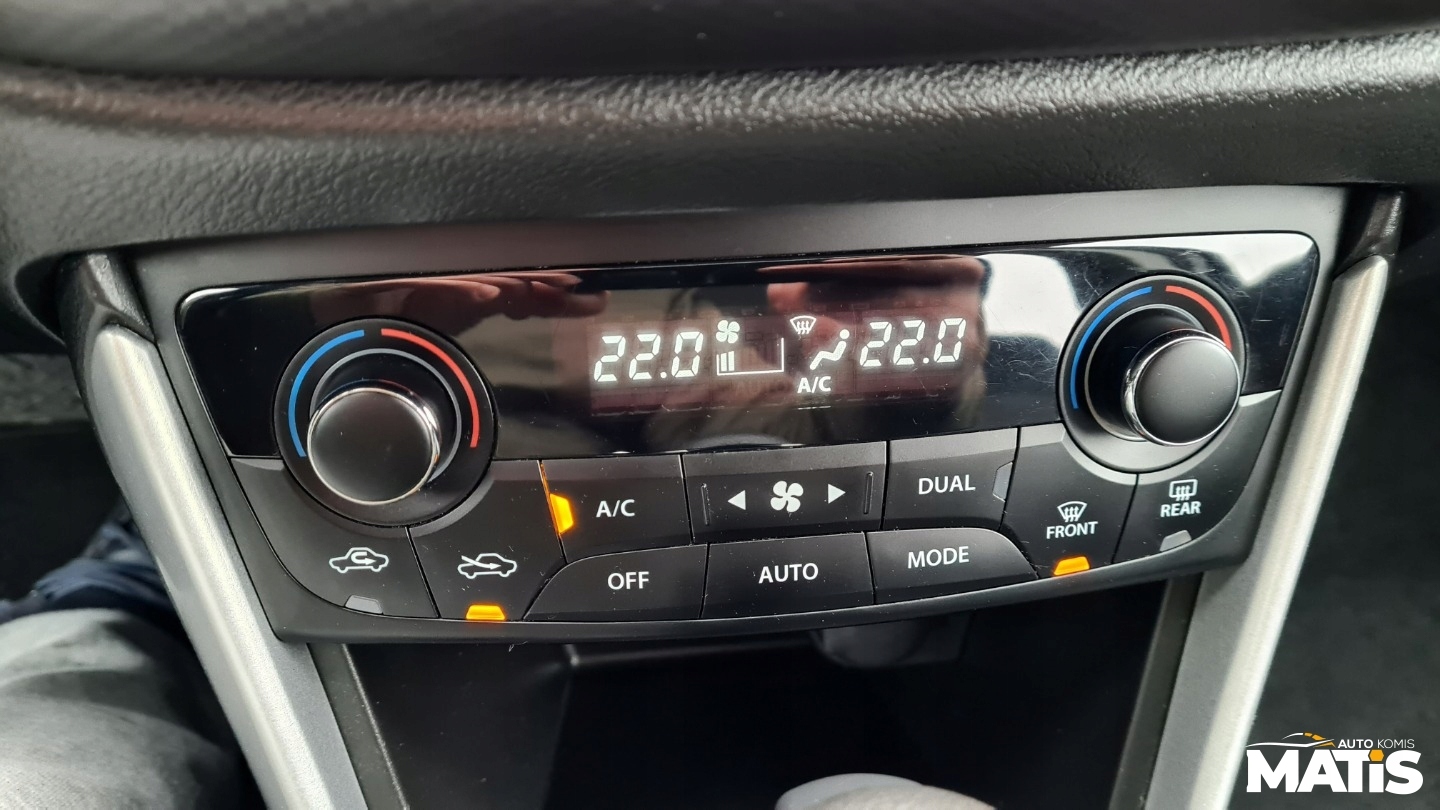 22.0 22.0
A/C
A/C
DUAL
FRONT
REAR
OFF
AUTO
MODE
AUTO KOMIS
MATiS